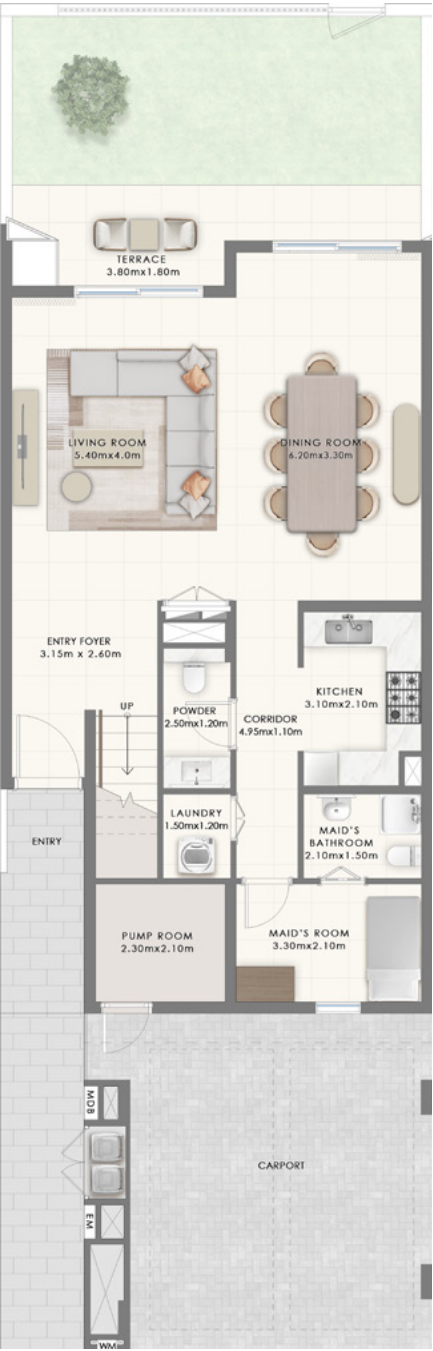 TERRACE
3.80mx1.80m
LIVING ROOM
5.40mx4.0m
DINING ROOM
6.20mx3.30m
ENTRY FOYER
3.15m x 2.60m
KITCHEN
3.10mx2.10m
UP
POWDER
2.50mx1.20m
CORRIDOR
4.95mx1.10m
LAUNDRY
1.50mx1.20m
MAID'S
BATHROOM
2.10mx1.50m
ENTRY
PUMP ROOM
2.30mx2.10m
MAID'S ROOM
3.30mx2.10m
MDB
CARPORT
EM
WM